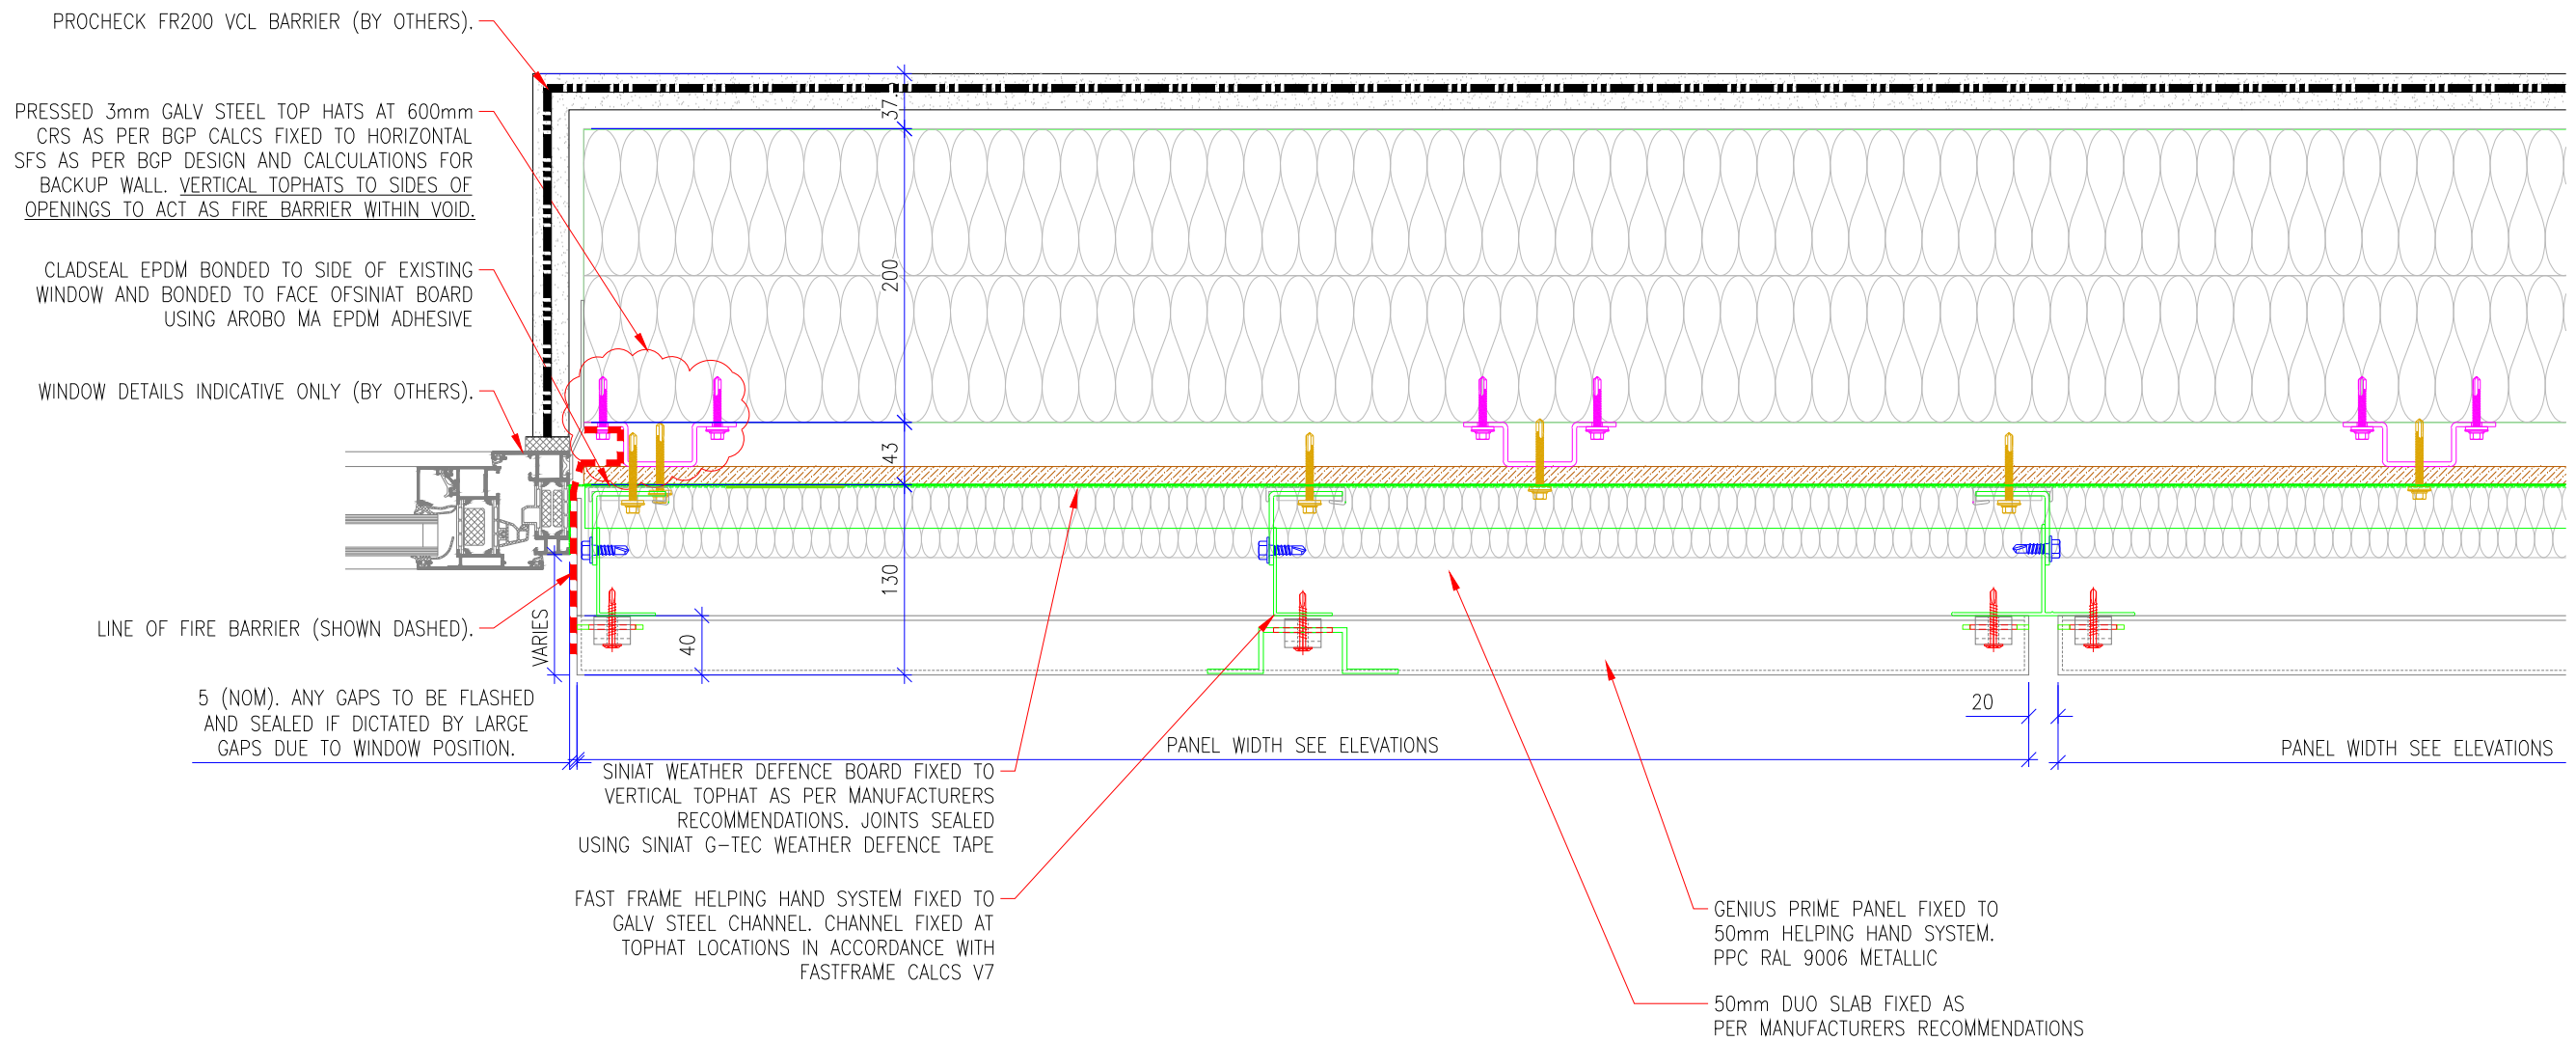 PROCHECK FR200 VCL BARRIER (BY OTHERS).
PRESSED 3mm GALV STEEL TOP HATS AT 600mm
CRS AS PER BGP CALCS FIXED TO HORIZONTAL
SFS AS PER BGP DESIGN AND CALCULATIONS FOR
BACKUP WALL. VERTICAL TOPHATS TO SIDES OF
OPENINGS TO ACT AS FIRE BARRIER WITHIN VOID.
CLADSEAL EPDM BONDED TO SIDE OF EXISTING
WINDOW AND BONDED TO FACE OFSINIAT BOARD
USING AROBO MA EPDM ADHESIVE
WINDOW DETAILS INDICATIVE ONLY (BY OTHERS).
LINE OF FIRE BARRIER (SHOWN DASHED).
5 (NOM). ANY GAPS TO BE FLASHED
AND SEALED IF DICTATED BY LARGE
GAPS DUE TO WINDOW POSITION.
200
43
130
40
VARIES
20
PANEL WIDTH SEE ELEVATIONS
PANEL WIDTH SEE ELEVATIONS
SINIAT WEATHER DEFENCE BOARD FIXED TO
VERTICAL TOPHAT AS PER MANUFACTURERS
RECOMMENDATIONS. JOINTS SEALED
USING SINIAT G-TEC WEATHER DEFENCE TAPE
FAST FRAME HELPING HAND SYSTEM FIXED TO
GALV STEEL CHANNEL. CHANNEL FIXED AT
TOPHAT LOCATIONS IN ACCORDANCE WITH
FASTFRAME CALCS V7
GENIUS PRIME PANEL FIXED TO
50mm HELPING HAND SYSTEM.
PPC RAL 9006 METALLIC
50mm DUO SLAB FIXED AS
PER MANUFACTURERS RECOMMENDATIONS